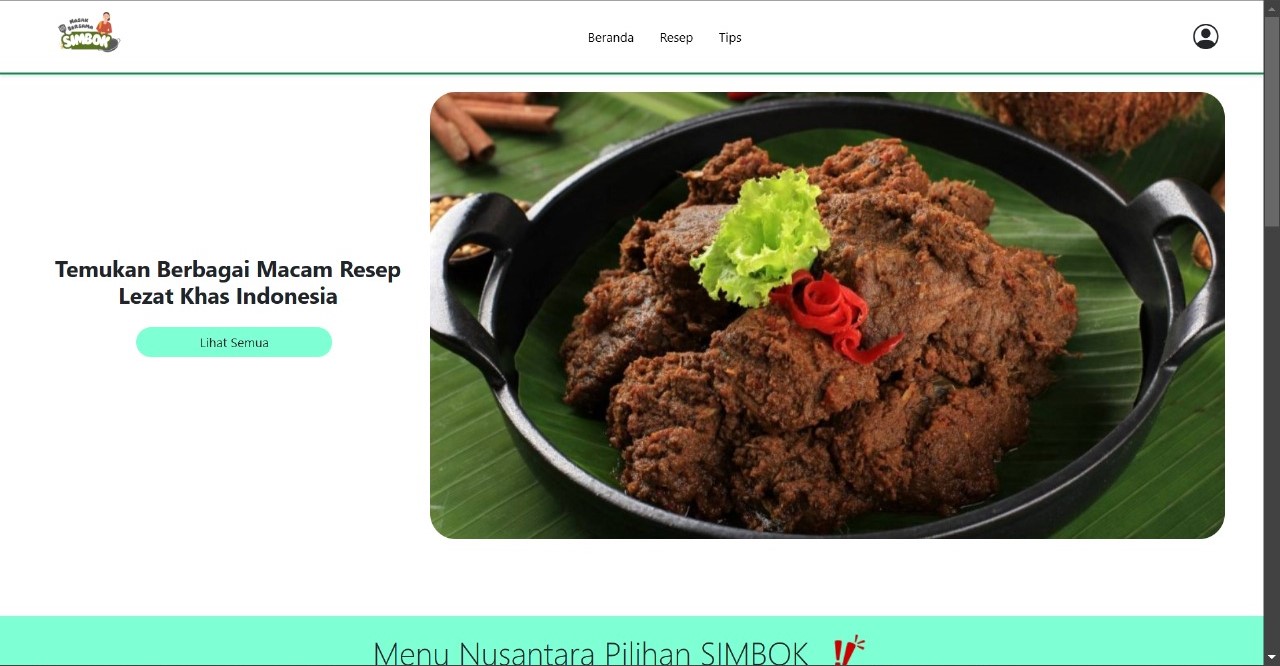 MASAK
BERSAMA
SIMBOK
Beranda Resep Tips
Temukan Berbagai Macam Resep
Lezat Khas Indonesia
Lihat Semua
Menu Nusantara Pilihan SIMBOK